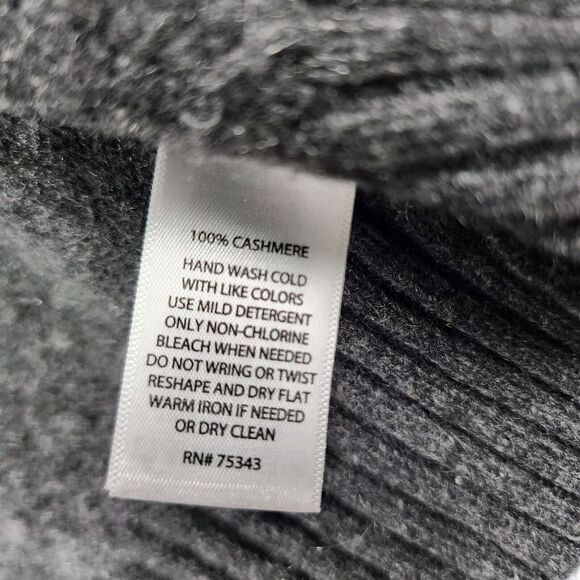 100% CASHMERE
HAND WASH COLD
WITH LIKE COLORS
USE MILD DETERGENT
ONLY NON-CHLORINE
BLEACH WHEN NEEDED
DO NOT WRING OR TWIST
RESHAPE AND DRY FLAT
WARM IRON IF NEEDED
OR DRY CLEAN
RN# 75343